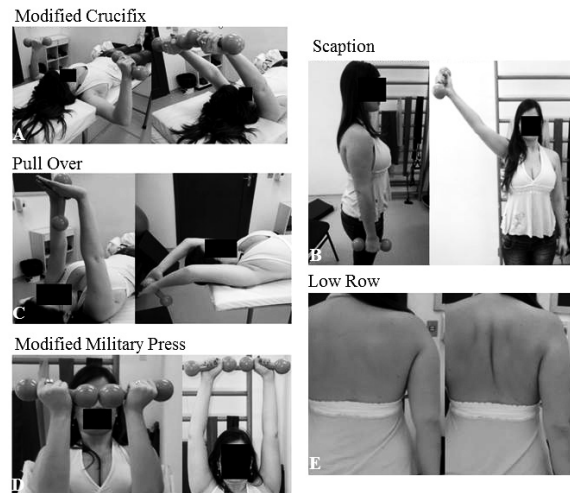 Modified Crucifix
A
Pull Over
C
Modified Military Press
D
Scaption
B
Low Row
E